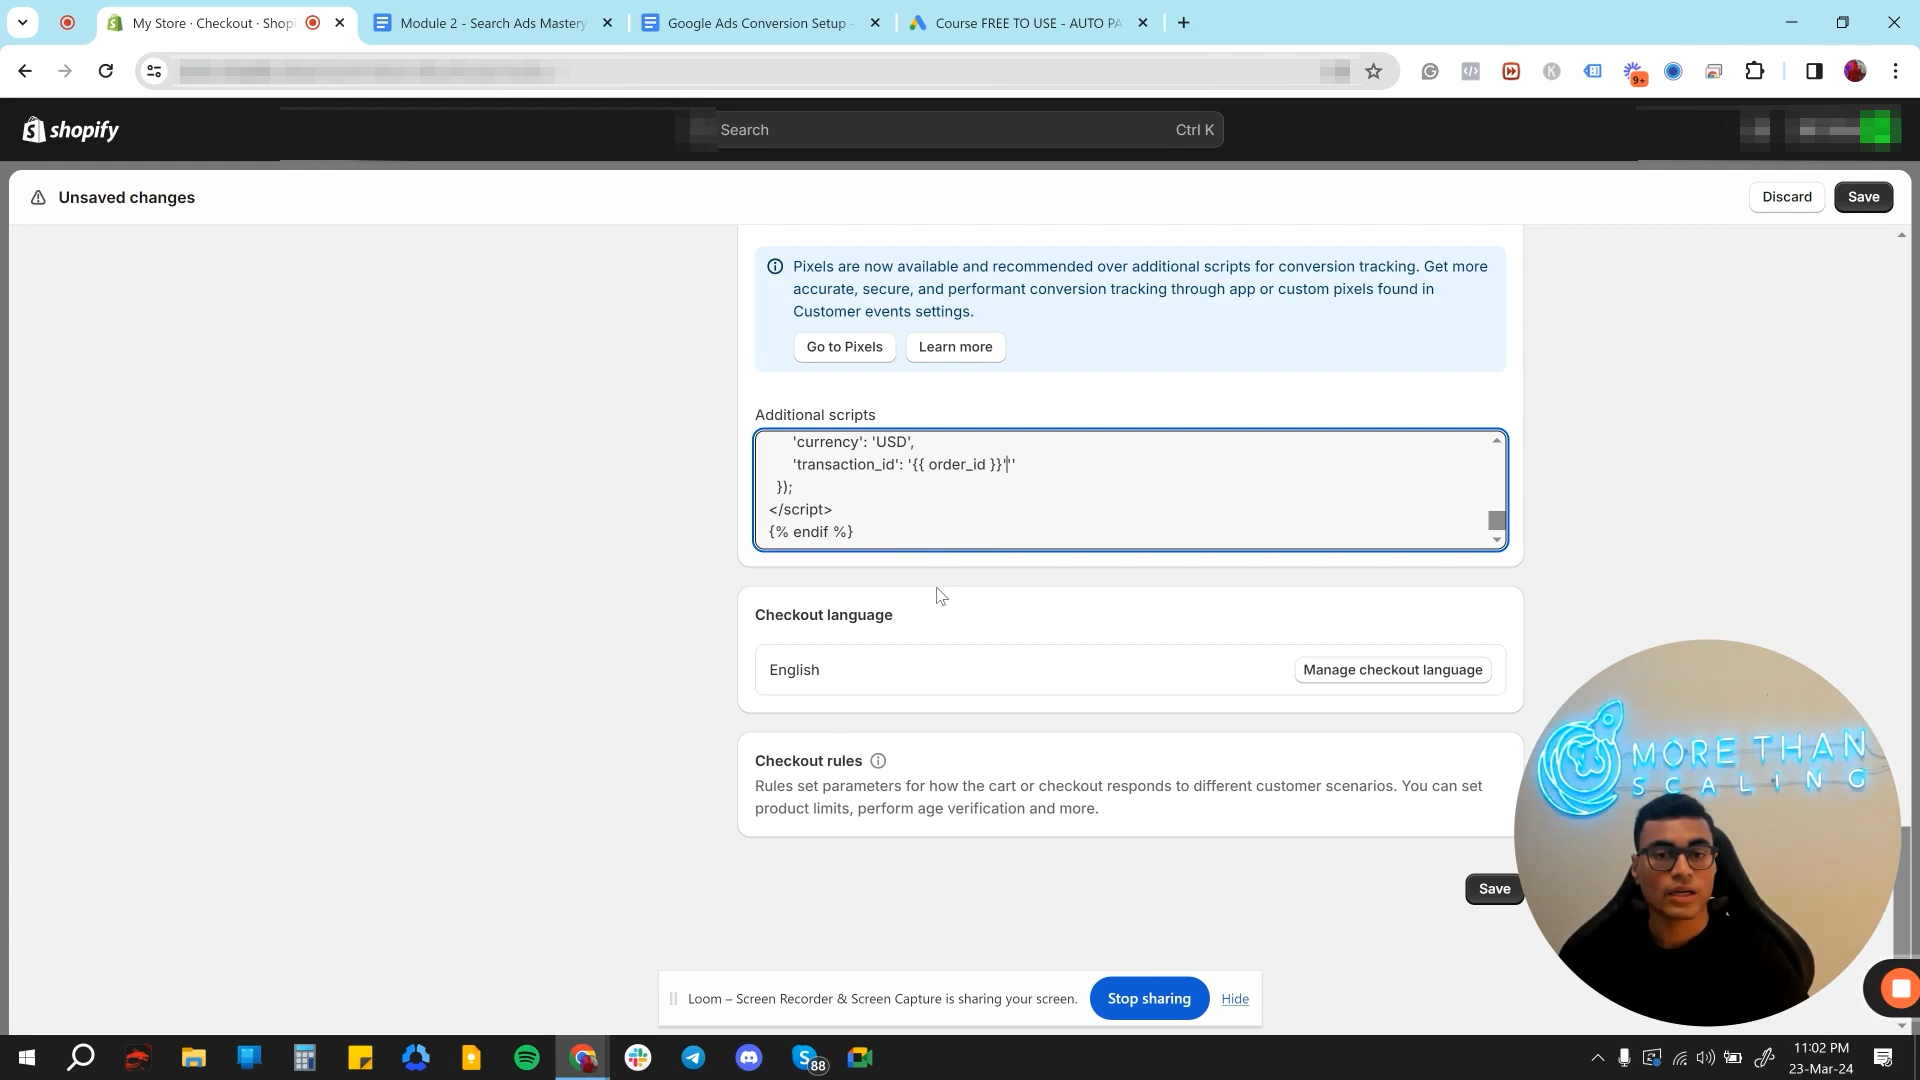 My Store · Checkout · Shopi
Module 2 - Search Ads Mastery
Google Ads Conversion Setup -
Course FREE TO USE - AUTO PA
9+
shopify
Search
Ctrl K
Unsaved changes
Discard
Save
Pixels are now available and recommended over additional scripts for conversion tracking. Get more
accurate, secure, and performant conversion tracking through app or custom pixels found in
Customer events settings.
Go to Pixels
Learn more
Additional scripts
'currency': 'USD',
'transaction_id': '{{ order_id }}'''
});
</script>
{% endif %}
Checkout language
English
Manage checkout language
Checkout rules
Rules set parameters for how the cart or checkout responds to different customer scenarios. You can set
product limits, perform age verification and more.
Save
MORE THAN
SCALING
Loom – Screen Recorder & Screen Capture is sharing your screen.
Stop sharing
Hide
88
11:02 PM
23-Mar-24